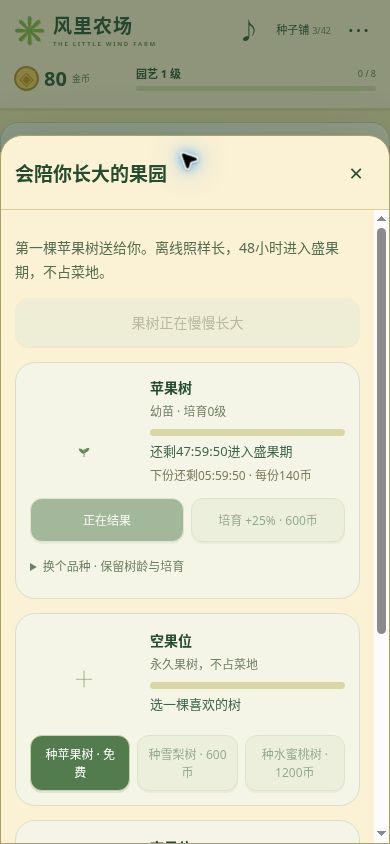 风里农场
THE LITTLE WIND FARM
种子铺 3/42
80 金币
园艺 1 级
0 / 8
会陪你长大的果园
第一棵苹果树送给你。离线照样长，48小时进入盛果
期，不占菜地。
果树正在慢慢长大
苹果树
幼苗 · 培育0级
还剩47:59:50进入盛果期
下份还剩05:59:50 · 每份140币
正在结果
培育 +25% · 600币
换个品种 · 保留树龄与培育
空果位
永久果树，不占菜地
选一棵喜欢的树
种苹果树 · 免
费
种雪梨树 · 600
币
种水蜜桃树 ·
1200币